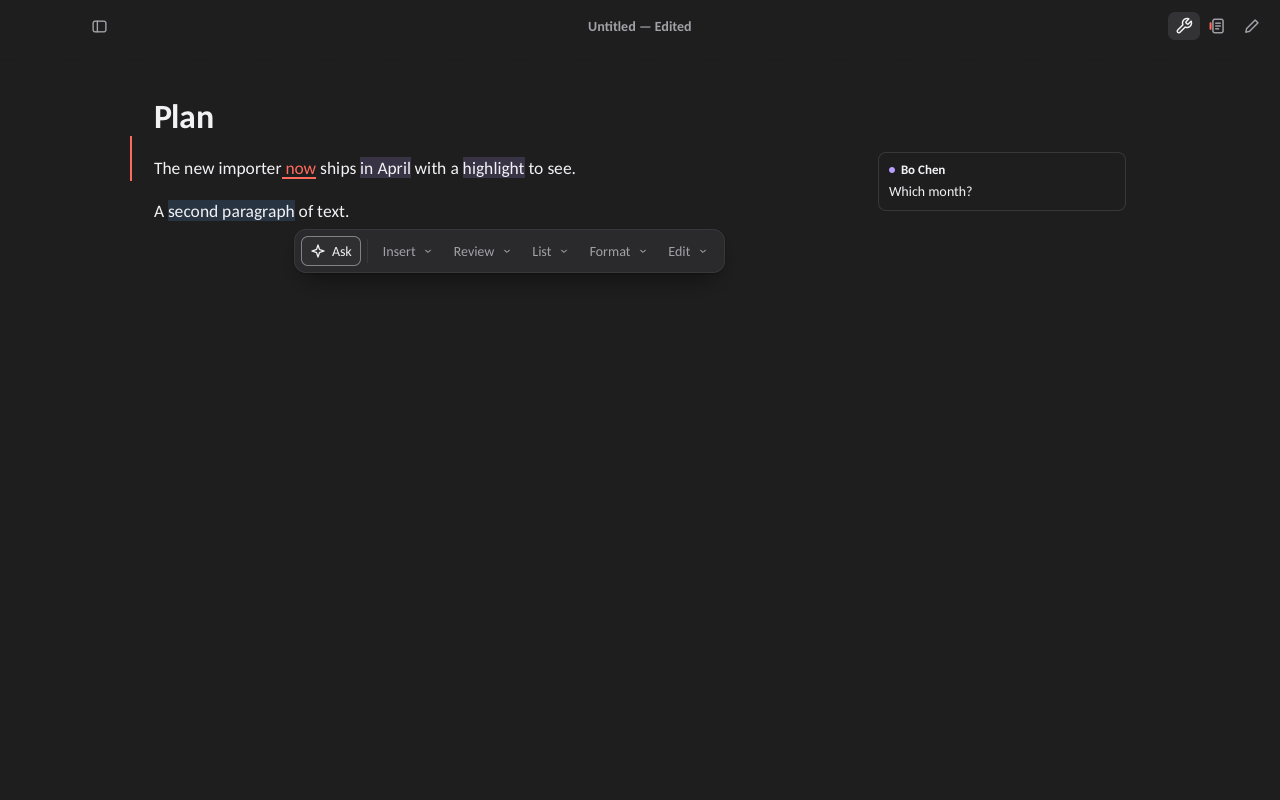 Untitled — Edited
Plan
The new importer now ships in April with a highlight to see.
Bo Chen
Which month?
A second paragraph of text.
Ask Insert Review List Format Edit